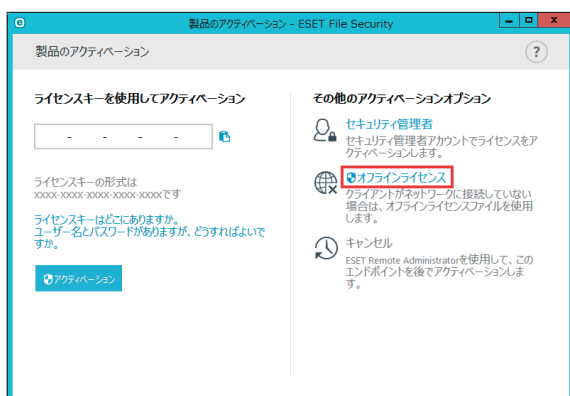 製品のアクティベーション - ESET File Security
製品のアクティベーション
?
ライセンスキーを使用してアクティベーション
- - - -
ライセンスキーの形式は
xxxx-xxxx-xxxx-xxxx-xxxxです
ライセンスキーはどこにありますか。
ユーザー名とパスワードがありますが、どうすればよいで
すか。
アクティベーション
その他のアクティベーションオプション
セキュリティ管理者
セキュリティ管理者アカウントでライセンスをア
クティベーションします。
オフラインライセンス
クライアントがネットワークに接続していない
場合は、オフラインライセンスファイルを使用
します。
キャンセル
ESET Remote Administratorを使用して、この
エンドポイントを後でアクティベーションしま
す。